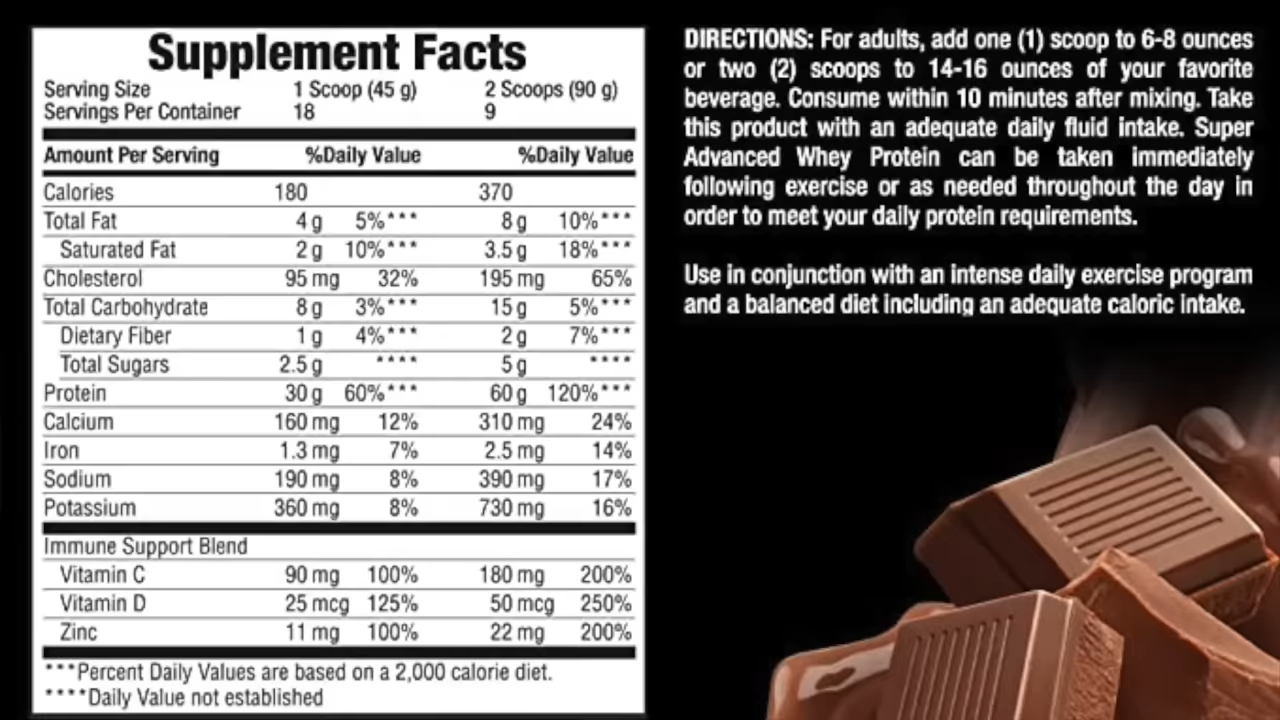 Supplement Facts
Serving Size 1 Scoop (45 g) 2 Scoops (90 g)
Servings Per Container 18 9
Amount Per Serving %Daily Value %Daily Value
Calories 180 370
Total Fat 4 g 5%*** 8 g 10%***
Saturated Fat 2 g 10%*** 3.5 g 18%***
Cholesterol 95 mg 32% 195 mg 65%
Total Carbohydrate 8 g 3%*** 15 g 5%***
Dietary Fiber 1 g 4%*** 2 g 7%***
Total Sugars 2.5 g **** 5 g ****
Protein 30 g 60%*** 60 g 120%***
Calcium 160 mg 12% 310 mg 24%
Iron 1.3 mg 7% 2.5 mg 14%
Sodium 190 mg 8% 390 mg 17%
Potassium 360 mg 8% 730 mg 16%
Immune Support Blend
Vitamin C 90 mg 100% 180 mg 200%
Vitamin D 25 mcg 125% 50 mcg 250%
Zinc 11 mg 100% 22 mg 200%
***Percent Daily Values are based on a 2,000 calorie diet.
****Daily Value not established
DIRECTIONS: For adults, add one (1) scoop to 6-8 ounces
or two (2) scoops to 14-16 ounces of your favorite
beverage. Consume within 10 minutes after mixing. Take
this product with an adequate daily fluid intake. Super
Advanced Whey Protein can be taken immediately
following exercise or as needed throughout the day in
order to meet your daily protein requirements.
Use in conjunction with an intense daily exercise program
and a balanced diet including an adequate caloric intake.